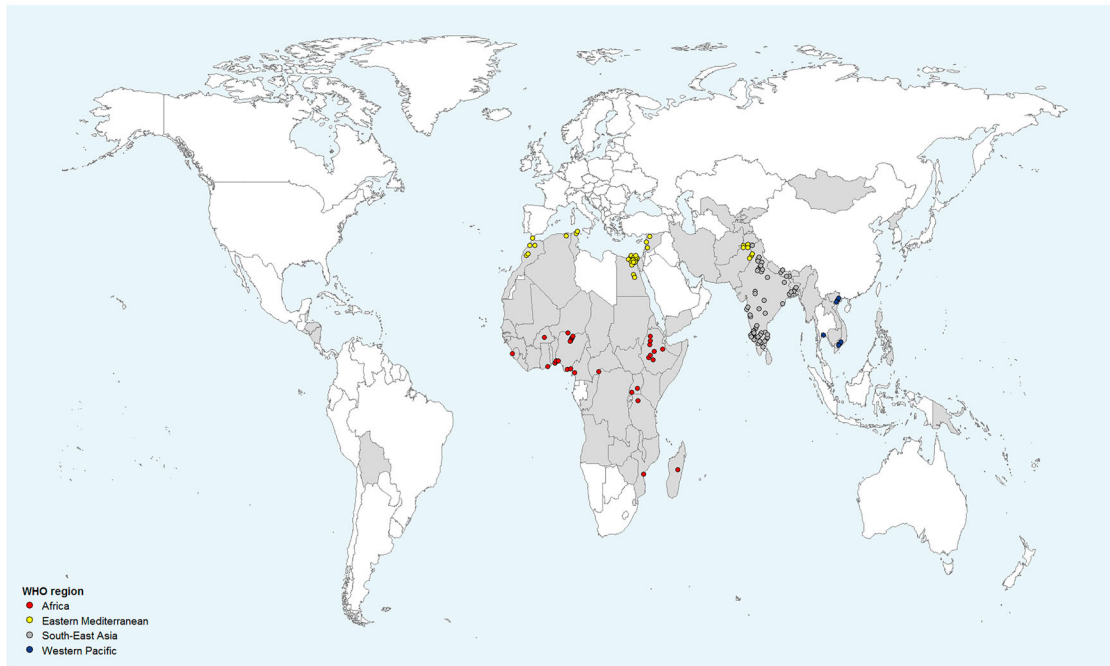 WHO region
Africa
Eastern Mediterranean
South-East Asia
Western Pacific